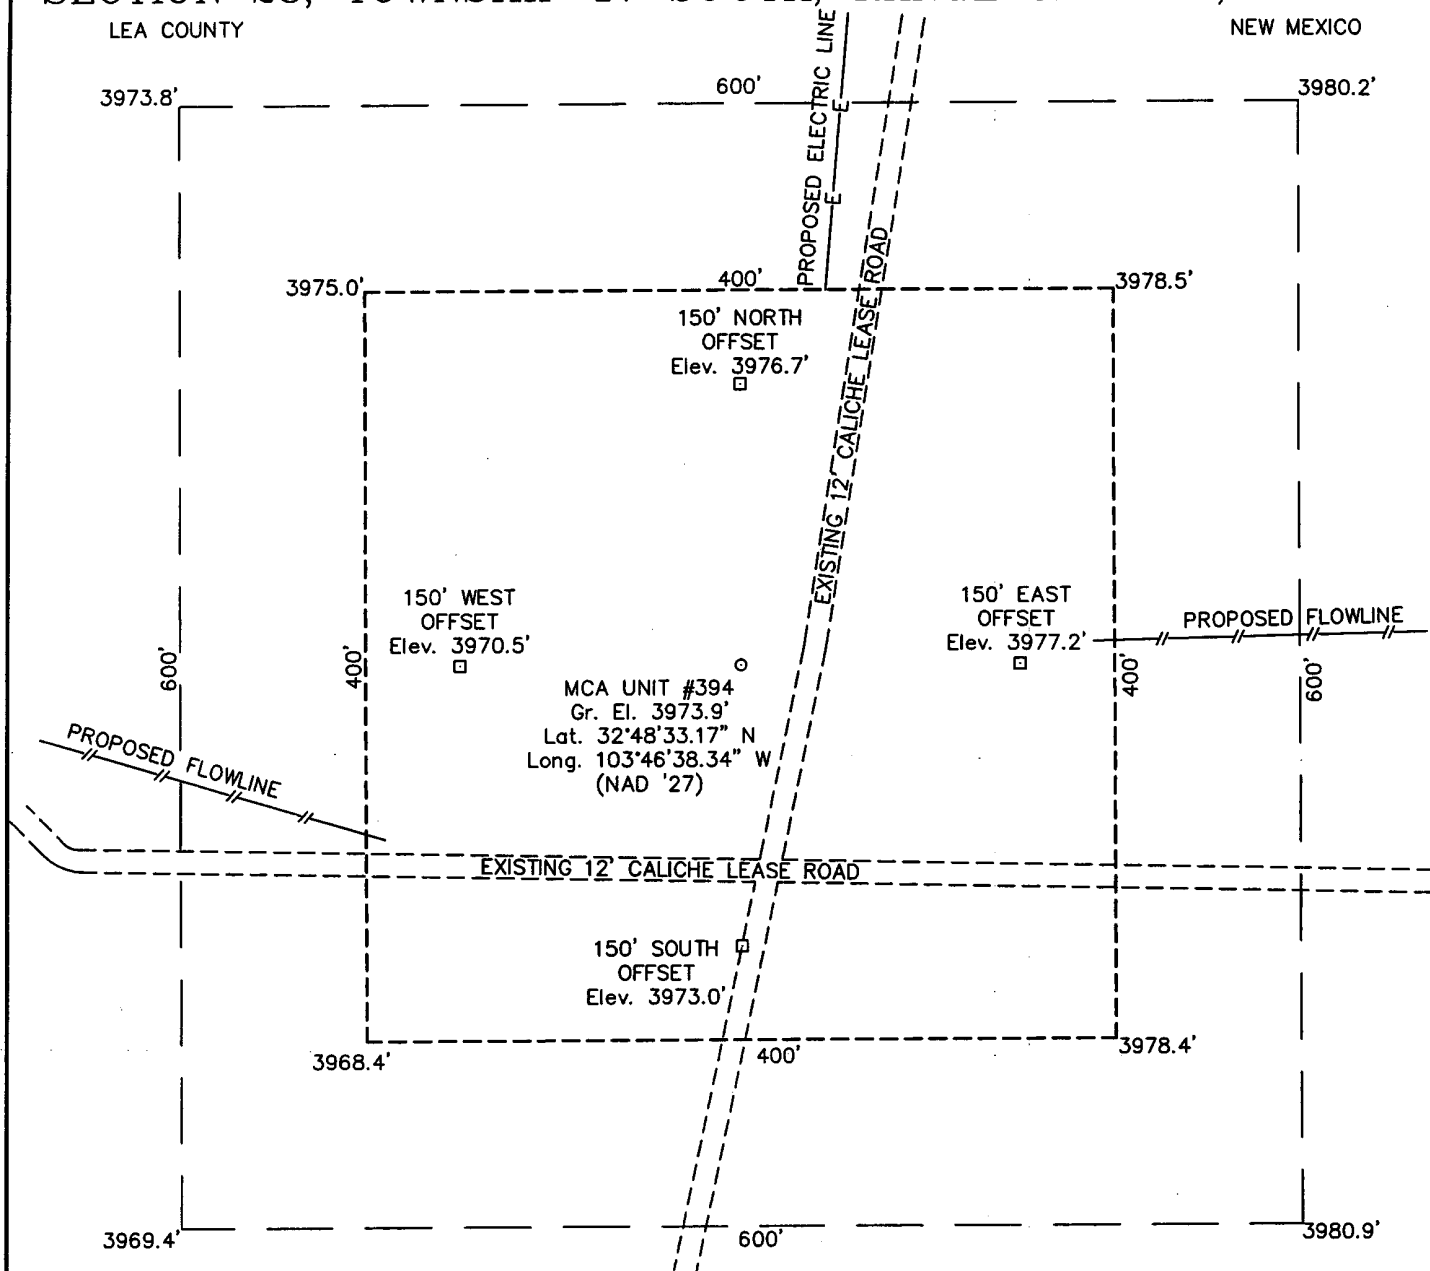 LEA COUNTY
NEW MEXICO
3973.8'
600'
3980.2'
PROPOSED ELECTRIC LINE
E
E
3975.0'
400'
3978.5'
150' NORTH
OFFSET
Elev. 3976.7'
EXISTING 12' CALICHE LEASE ROAD
150' WEST
OFFSET
Elev. 3970.5'
150' EAST
OFFSET
Elev. 3977.2'
PROPOSED FLOWLINE
600'
400'
400'
600'
MCA UNIT #394
Gr. El. 3973.9'
Lat. 32°48'33.17" N
Long. 103°46'38.34" W
(NAD '27)
PROPOSED FLOWLINE
EXISTING 12' CALICHE LEASE ROAD
150' SOUTH
OFFSET
Elev. 3973.0'
3968.4'
400'
3978.4'
3969.4'
600'
3980.9'